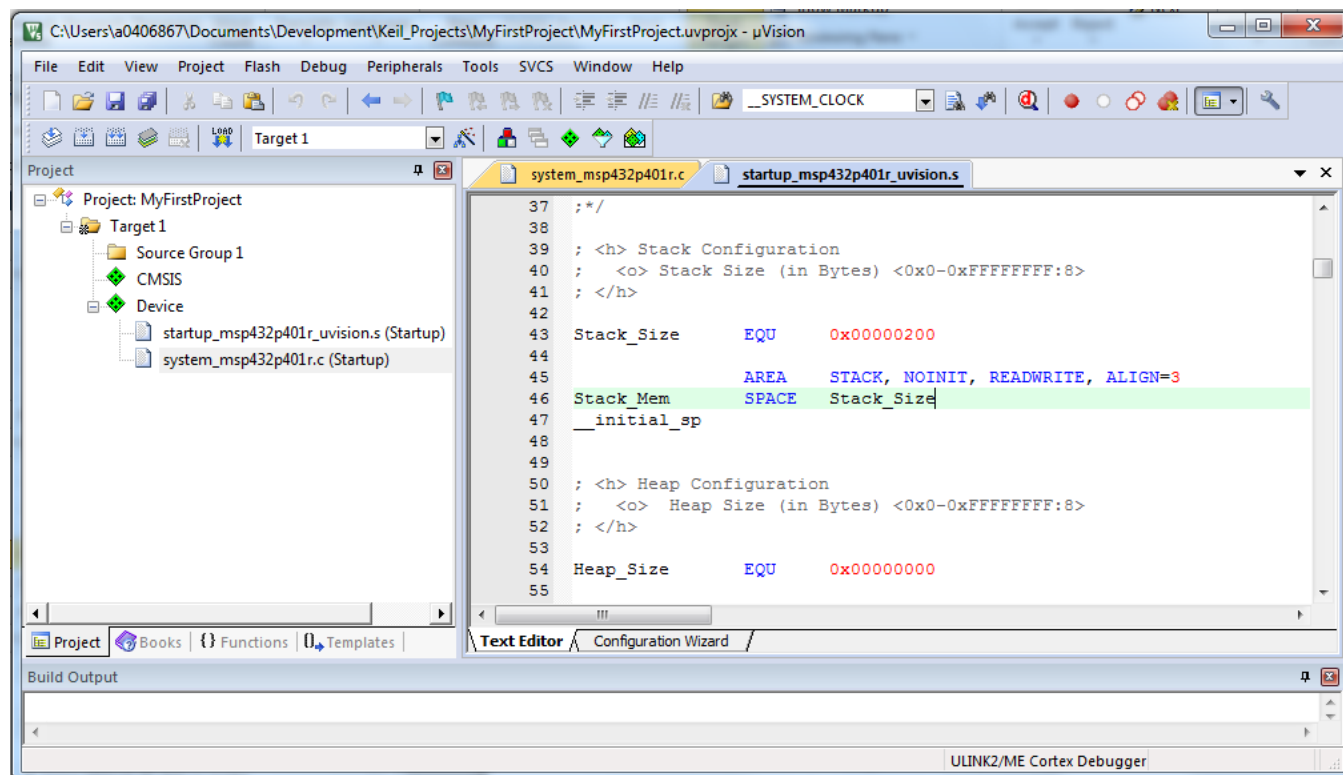 C:\Users\a0406867\Documents\Development\Keil_Projects\MyFirstProject\MyFirstProject.uvprojx - µVision
File Edit View Project Flash Debug Peripherals Tools SVCS Window Help
__SYSTEM_CLOCK
LOAD Target 1
Project
Project: MyFirstProject
Target 1
Source Group 1
CMSIS
Device
startup_msp432p401r_uvision.s (Startup)
system_msp432p401r.c (Startup)
Project Books {} Functions 0 Templates
system_msp432p401r.c startup_msp432p401r_uvision.s
37 ;*/
38
39 ; <h> Stack Configuration
40 ; <o> Stack Size (in Bytes) <0x0-0xFFFFFFFF:8>
41 ; </h>
42
43 Stack_Size EQU 0x00000200
44
45 AREA STACK, NOINIT, READWRITE, ALIGN=3
46 Stack_Mem SPACE Stack_Size
47 __initial_sp
48
49
50 ; <h> Heap Configuration
51 ; <o> Heap Size (in Bytes) <0x0-0xFFFFFFFF:8>
52 ; </h>
53
54 Heap_Size EQU 0x00000000
55
Text Editor Configuration Wizard
Build Output
ULINK2/ME Cortex Debugger